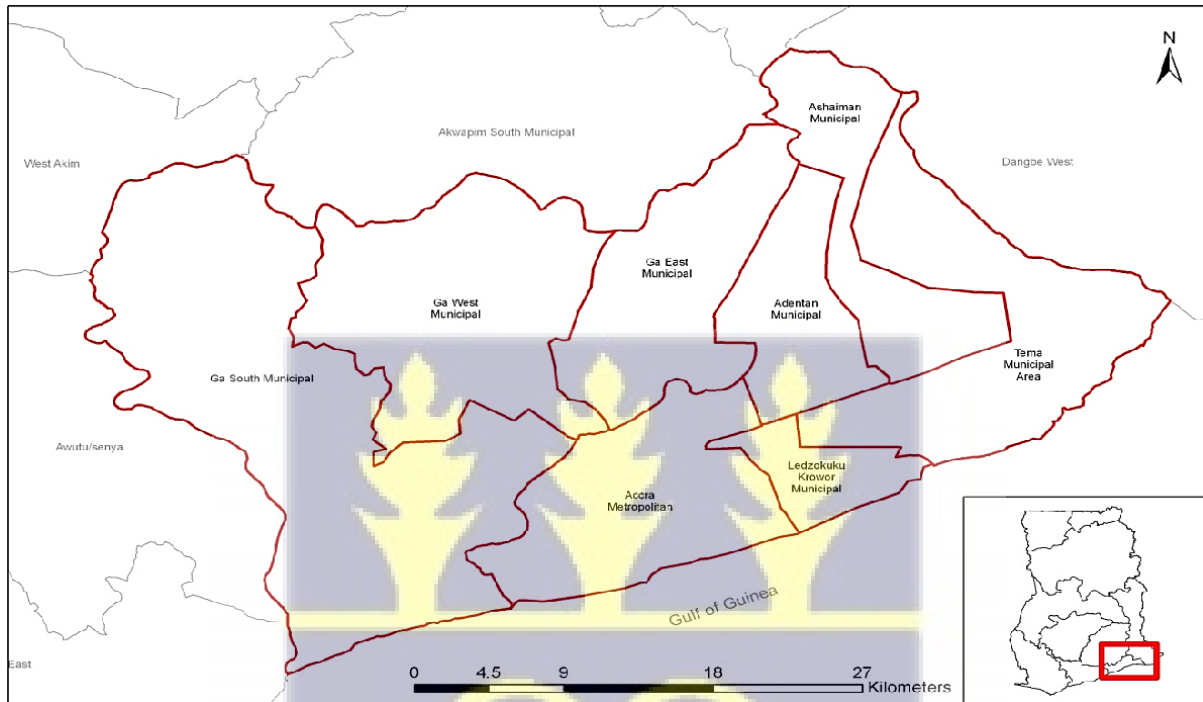 N
Ashaiman
Municipal
Akwapim South Municipal
West Akim
Dangbe West
Ga East
Municipal
Ga West
Municipal
Adentan
Municipal
Tema
Municipal
Area
Ga South Municipal
Awutu/senya
Ledzokuku
Krowor
Municipal
Accra
Metropolitan
Gulf of Guinea
East
0 4.5 9 18 27
Kilometers